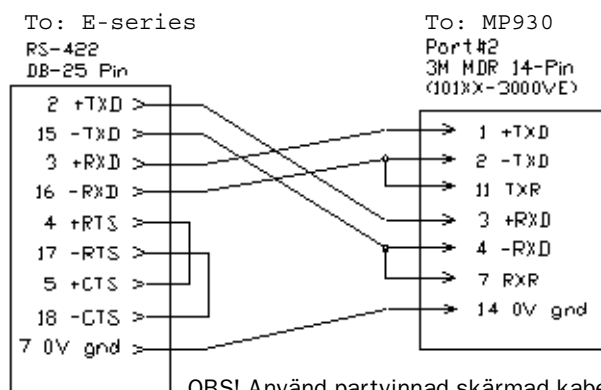 To: E-series
RS-422
DB-25 Pin
2 +TXD
15 -TXD
3 +RXD
16 -RXD
4 +RTS
17 -RTS
5 +CTS
18 -CTS
7 0V gnd
To: MP930
Port#2
3M MDR 14-Pin
(101XX-3000VE)
1 +TXD
2 -TXD
11 TXR
3 +RXD
4 -RXD
7 RXR
14 0V gnd
OBS! Använd partvinnad skärmad